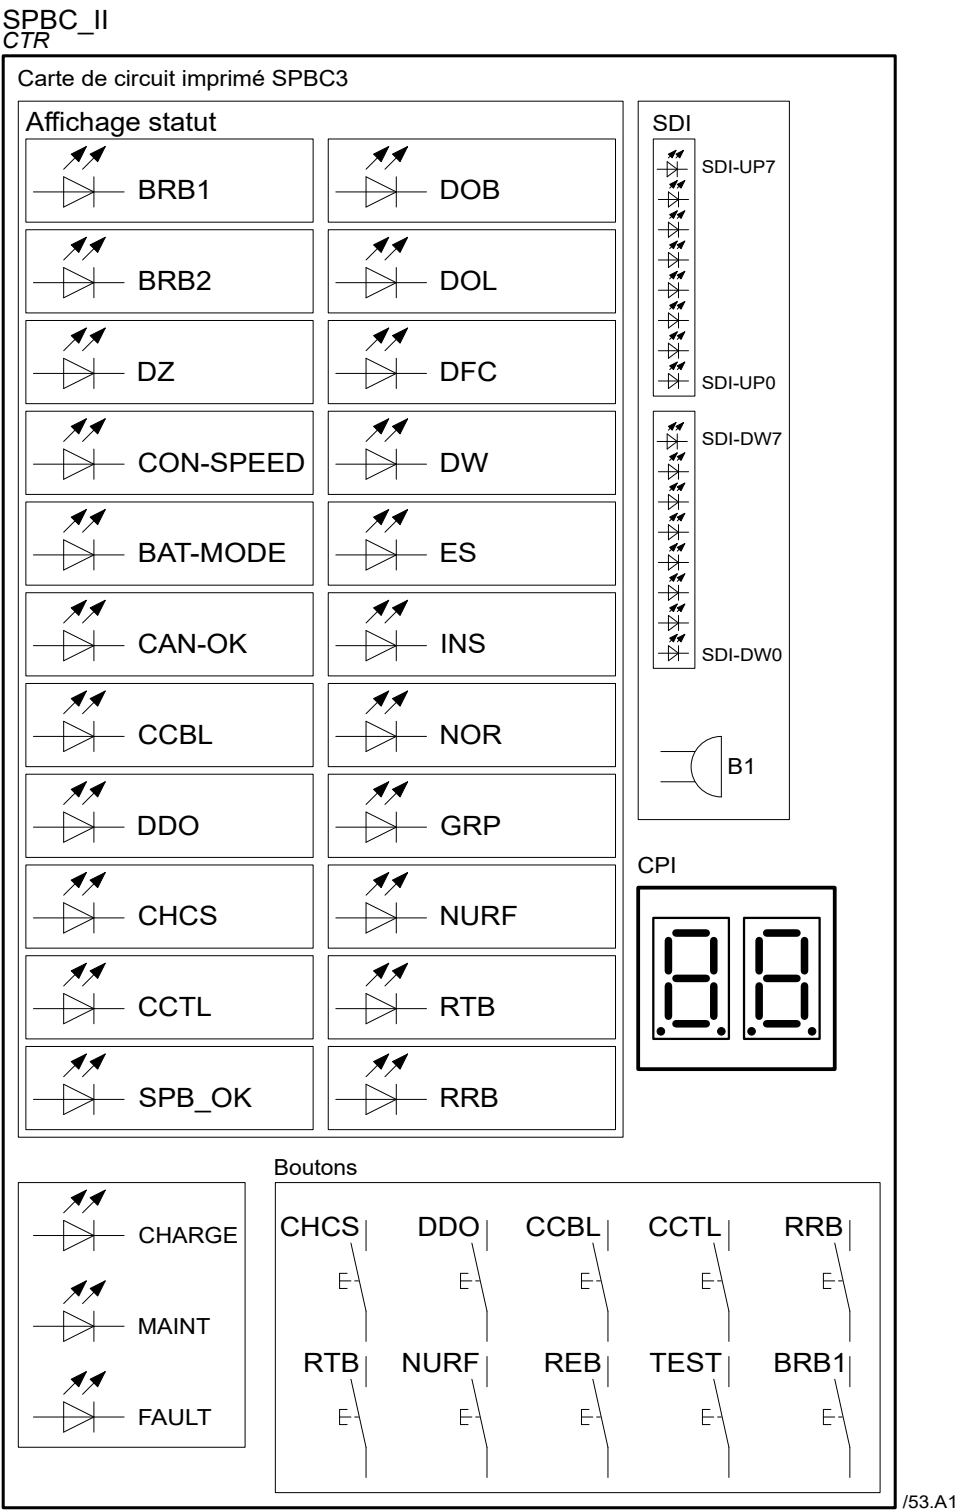 SPBC_II
CTR
Carte de circuit imprimé SPBC3
Affichage statut
BRB1
DOB
BRB2
DOL
DZ
DFC
CON-SPEED
DW
BAT-MODE
ES
CAN-OK
INS
CCBL
NOR
DDO
GRP
CHCS
NURF
CCTL
RTB
SPB_OK
RRB
SDI
SDI-UP7
SDI-UP0
SDI-DW7
SDI-DW0
B1
CPI
88
CHARGE
MAINT
FAULT
Boutons
CHCS DDO CCBL CCTL RRB
RTB NURF REB TEST BRB1
/53.A1